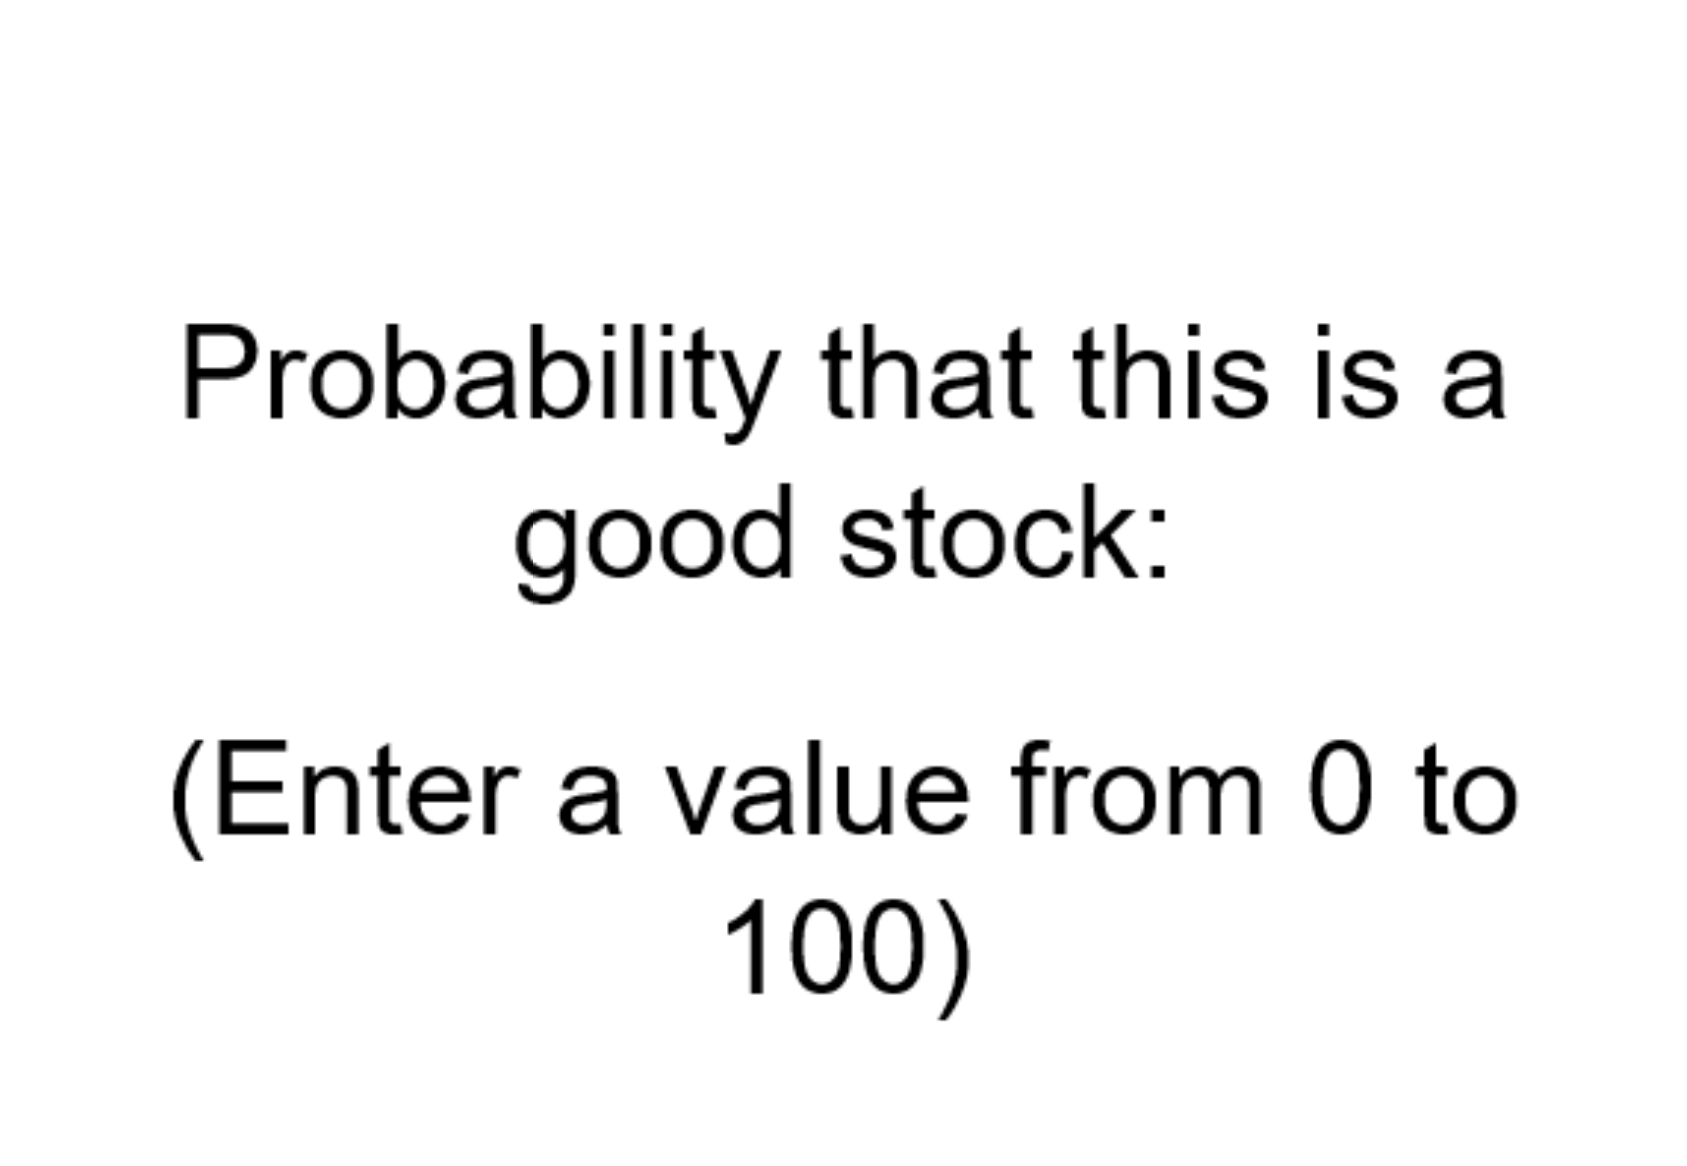 Probability that this is a
good stock:
(Enter a value from 0 to
100)